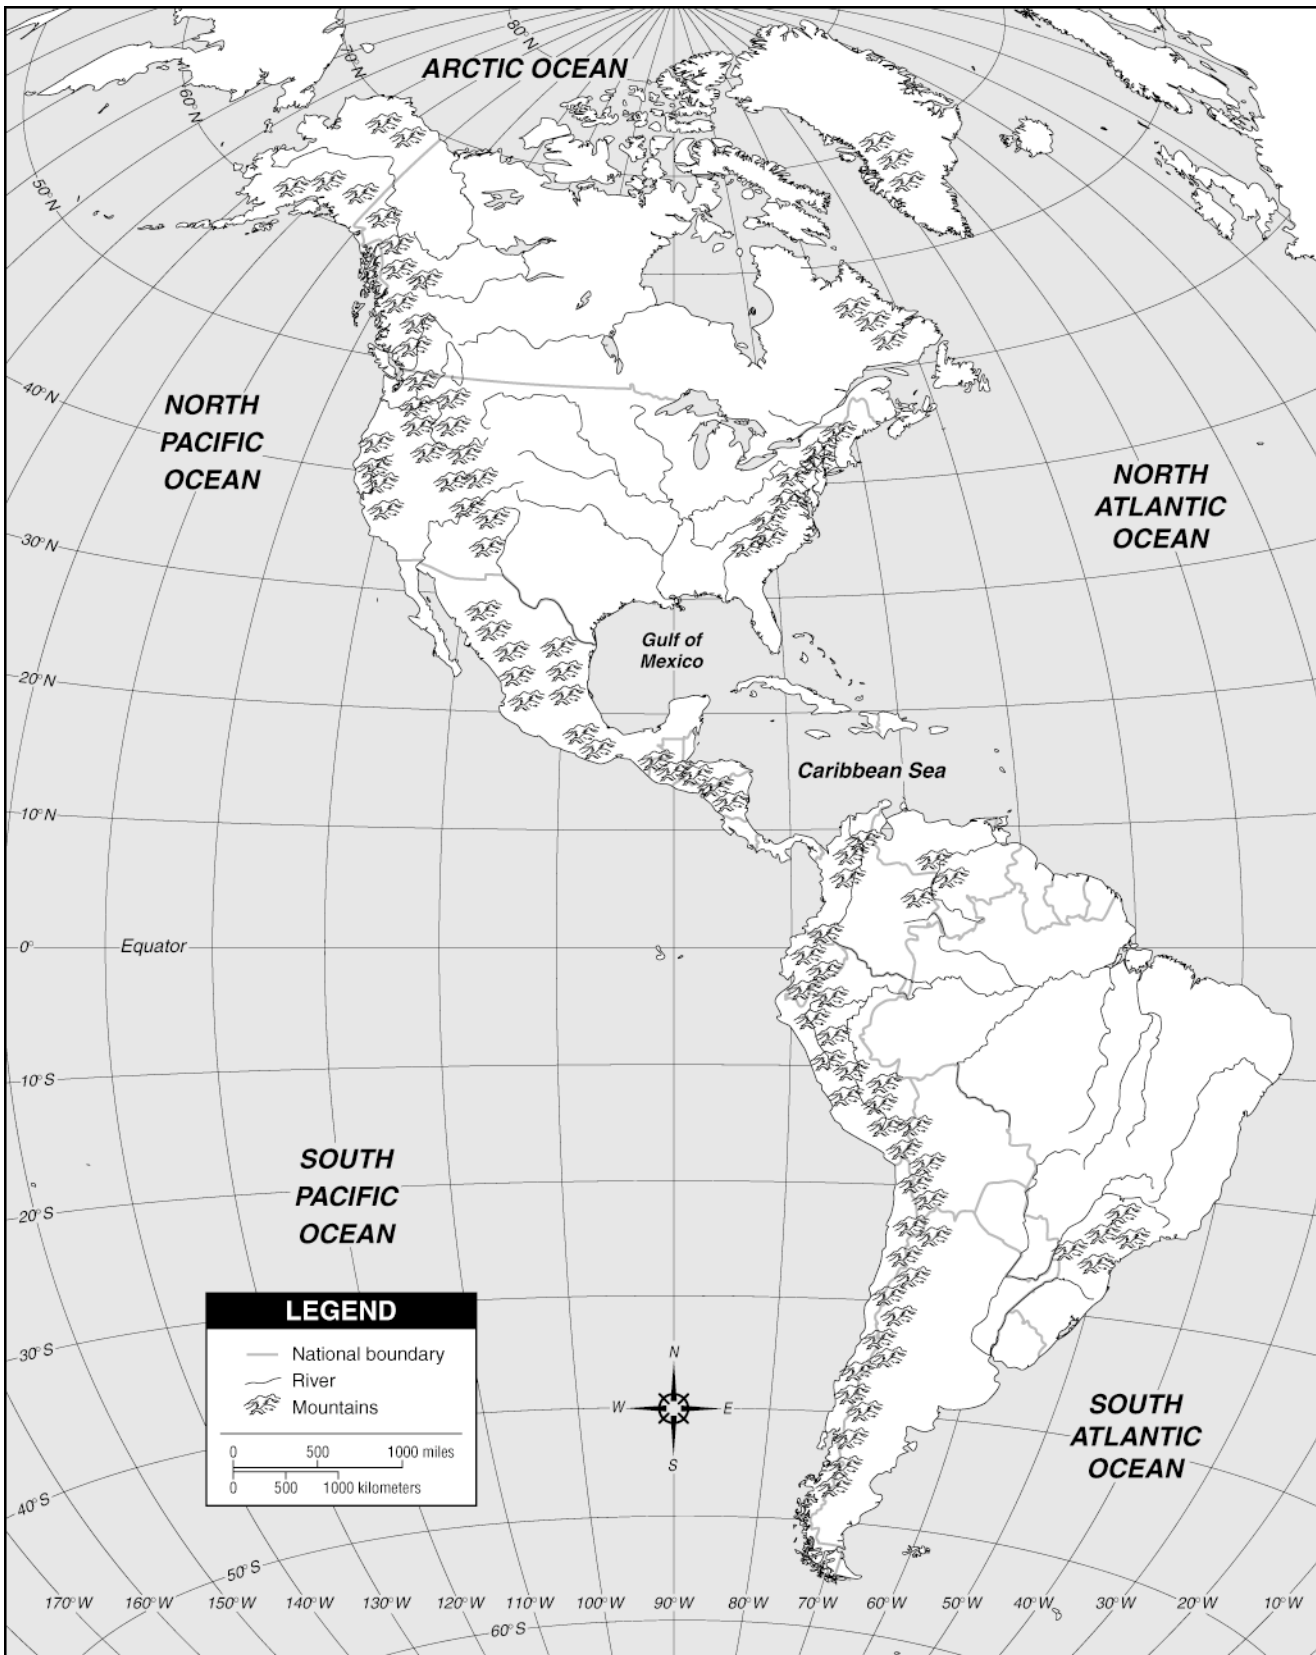 80°N
70°N
60°N
50°N
ARCTIC OCEAN
40°N
NORTH
PACIFIC
OCEAN
NORTH
ATLANTIC
OCEAN
30°N
Gulf of
Mexico
20°N
Caribbean Sea
10°N
0°
Equator
10°S
SOUTH
PACIFIC
OCEAN
20°S
LEGEND
National boundary
River
Mountains
0 500 1000 miles
0 500 1000 kilometers
30°S
N
W E
S
SOUTH
ATLANTIC
OCEAN
40°S
50°S
170°W 160°W 150°W 140°W 130°W 120°W 110°W 100°W 90°W 80°W 70°W 60°W 50°W 40°W 30°W 20°W 10°W
60°S